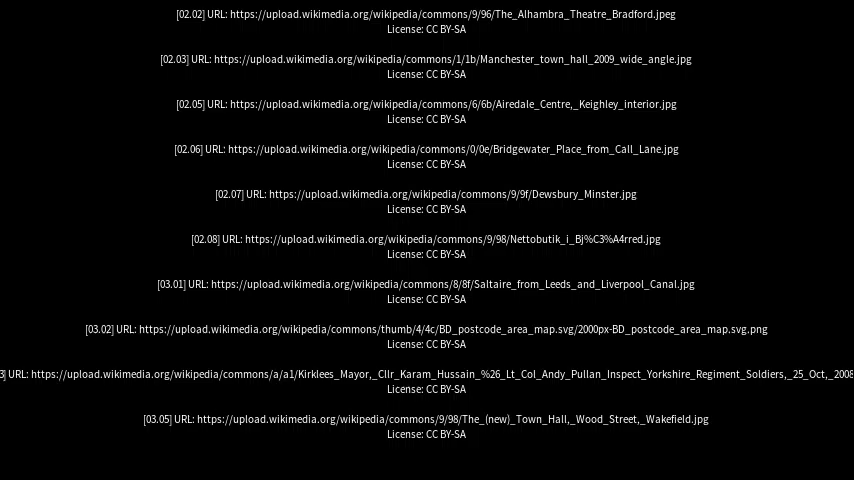 [02.02] URL: https://upload.wikimedia.org/wikipedia/commons/9/96/The_Alhambra_Theatre_Bradford.jpeg
License: CC BY-SA
[02.03] URL: https://upload.wikimedia.org/wikipedia/commons/1/1b/Manchester_town_hall_2009_wide_angle.jpg
License: CC BY-SA
[02.05] URL: https://upload.wikimedia.org/wikipedia/commons/6/6b/Airedale_Centre,_Keighley_interior.jpg
License: CC BY-SA
[02.06] URL: https://upload.wikimedia.org/wikipedia/commons/0/0e/Bridgewater_Place_from_Call_Lane.jpg
License: CC BY-SA
[02.07] URL: https://upload.wikimedia.org/wikipedia/commons/9/9f/Dewsbury_Minster.jpg
License: CC BY-SA
[02.08] URL: https://upload.wikimedia.org/wikipedia/commons/9/98/Nettobutik_i_Bj%C3%A4rred.jpg
License: CC BY-SA
[03.01] URL: https://upload.wikimedia.org/wikipedia/commons/8/8f/Saltaire_from_Leeds_and_Liverpool_Canal.jpg
License: CC BY-SA
[03.02] URL: https://upload.wikimedia.org/wikipedia/commons/thumb/4/4c/BD_postcode_area_map.svg/2000px-BD_postcode_area_map.svg.png
License: CC BY-SA
3] URL: https://upload.wikimedia.org/wikipedia/commons/a/a1/Kirklees_Mayor,_Cllr_Karam_Hussain_%26_Lt_Col_Andy_Pullan_Inspect_Yorkshire_Regiment_Soldiers,_25_Oct,_2008
License: CC BY-SA
[03.05] URL: https://upload.wikimedia.org/wikipedia/commons/9/98/The_(new)_Town_Hall,_Wood_Street,_Wakefield.jpg
License: CC BY-SA